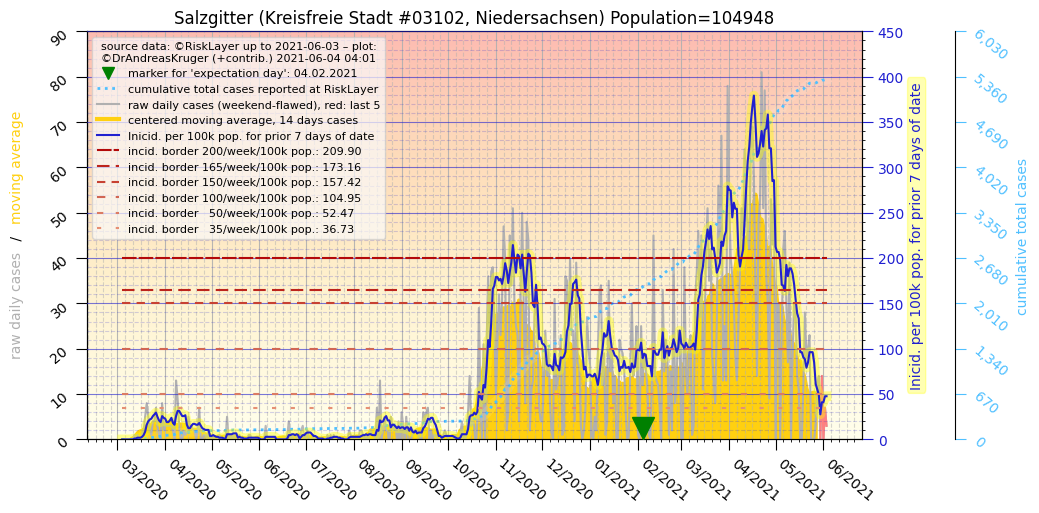 Salzgitter (Kreisfreie Stadt #03102, Niedersachsen) Population=104948
source data: ©RiskLayer up to 2021-06-03 – plot:
©DrAndreasKruger (+contrib.) 2021-06-04 04:01
marker for 'expectation day': 04.02.2021
cumulative total cases reported at RiskLayer
raw daily cases (weekend-flawed), red: last 5
centered moving average, 14 days cases
Inicid. per 100k pop. for prior 7 days of date
incid. border 200/week/100k pop.: 209.90
incid. border 165/week/100k pop.: 173.16
incid. border 150/week/100k pop.: 157.42
incid. border 100/week/100k pop.: 104.95
incid. border   50/week/100k pop.: 52.47
incid. border   35/week/100k pop.: 36.73
raw daily cases  /  moving average
90
80
70
60
50
40
30
20
10
0
03/2020
04/2020
05/2020
06/2020
07/2020
08/2020
09/2020
10/2020
11/2020
12/2020
01/2021
02/2021
03/2021
04/2021
05/2021
06/2021
450
400
350
300
250
200
150
100
50
0
Inicid. per 100k pop. for prior 7 days of date
6,030
5,360
4,690
4,020
3,350
2,680
2,010
1,340
670
0
cumulative total cases